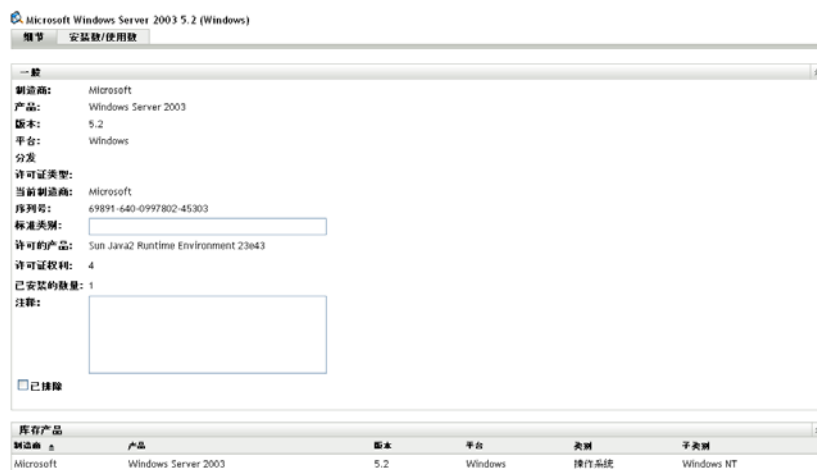 Microsoft Windows Server 2003 5.2 (Windows)
细节 安装数/使用数
一般
制造商: Microsoft
产品: Windows Server 2003
版本: 5.2
平台: Windows
分发
许可证类型:
当前制造商: Microsoft
序列号: 69891-640-0997802-45303
标准类别:
许可的产品: Sun Java2 Runtime Environment 23e43
许可证权利: 4
已安装的数量: 1
注释:
已排除
库存产品
制造商 产品 版本 平台 类别 子类别
Microsoft Windows Server 2003 5.2 Windows 操作系统 Windows NT